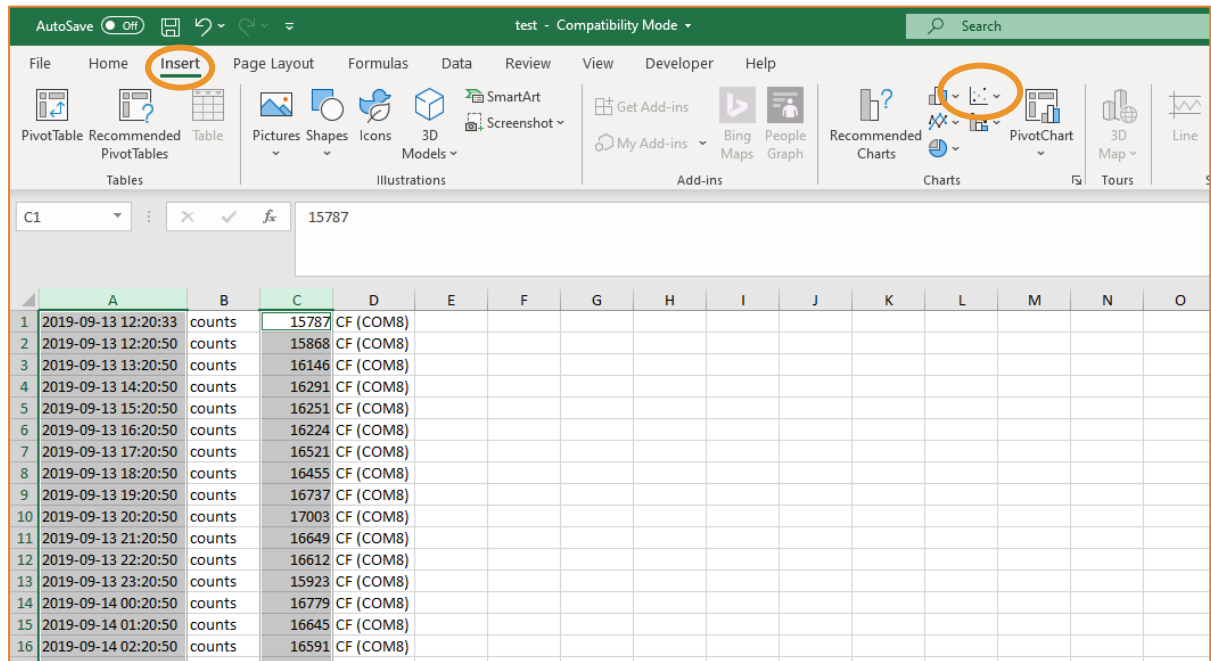 AutoSave Off test - Compatibility Mode Search
File Home Insert Page Layout Formulas Data Review View Developer Help
PivotTable Recommended PivotTables Table
Pictures Shapes Icons 3D Models SmartArt Screenshot
Get Add-ins My Add-ins Bing Maps People Graph
Recommended Charts PivotChart 3D Map Line
Tables Illustrations Add-ins Charts Tours
C1 fx 15787
A B C D E F G H I J K L M N O
1 2019-09-13 12:20:33 counts 15787 CF (COM8)
2 2019-09-13 12:20:50 counts 15868 CF (COM8)
3 2019-09-13 13:20:50 counts 16146 CF (COM8)
4 2019-09-13 14:20:50 counts 16291 CF (COM8)
5 2019-09-13 15:20:50 counts 16251 CF (COM8)
6 2019-09-13 16:20:50 counts 16224 CF (COM8)
7 2019-09-13 17:20:50 counts 16521 CF (COM8)
8 2019-09-13 18:20:50 counts 16455 CF (COM8)
9 2019-09-13 19:20:50 counts 16737 CF (COM8)
10 2019-09-13 20:20:50 counts 17003 CF (COM8)
11 2019-09-13 21:20:50 counts 16649 CF (COM8)
12 2019-09-13 22:20:50 counts 16612 CF (COM8)
13 2019-09-13 23:20:50 counts 15923 CF (COM8)
14 2019-09-14 00:20:50 counts 16779 CF (COM8)
15 2019-09-14 01:20:50 counts 16645 CF (COM8)
16 2019-09-14 02:20:50 counts 16591 CF (COM8)